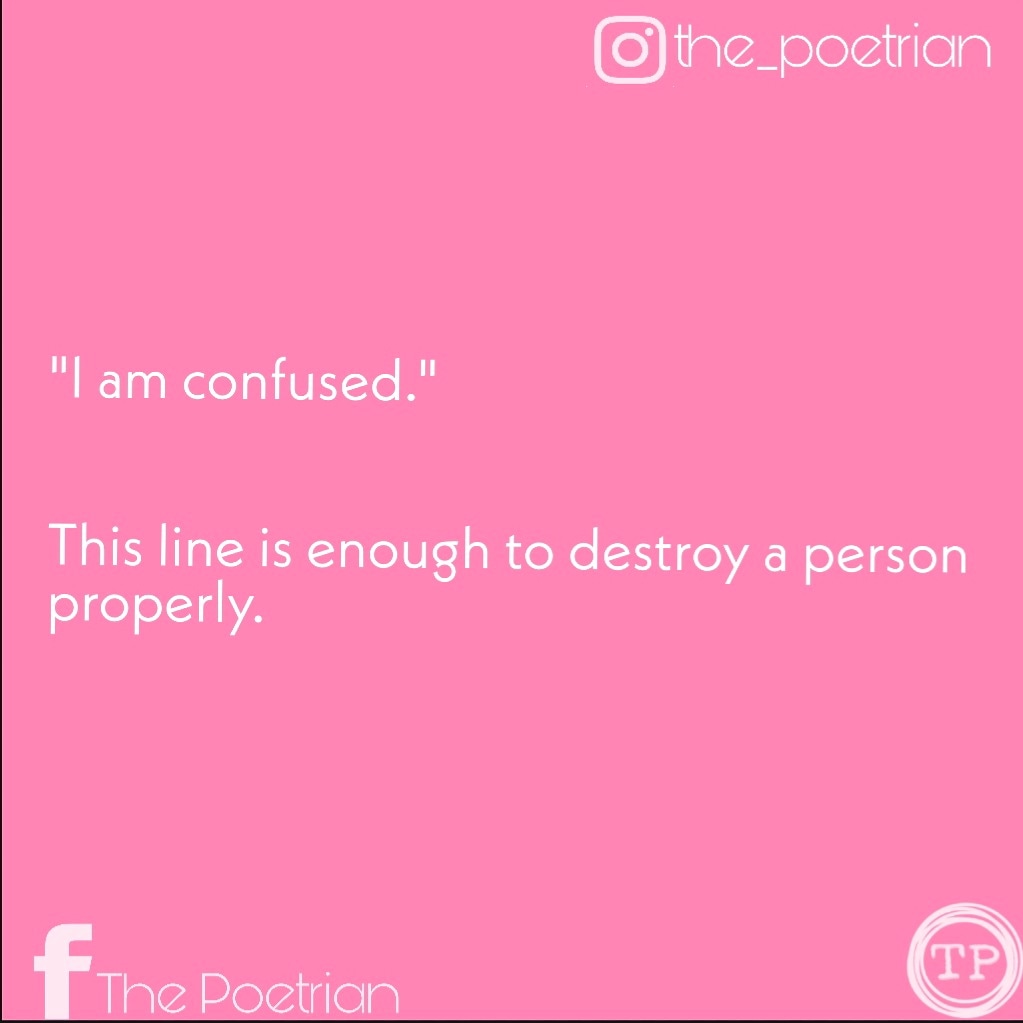 the_poetrian
"I am confused."
This line is enough to destroy a person
properly.
The Poetrian
TP